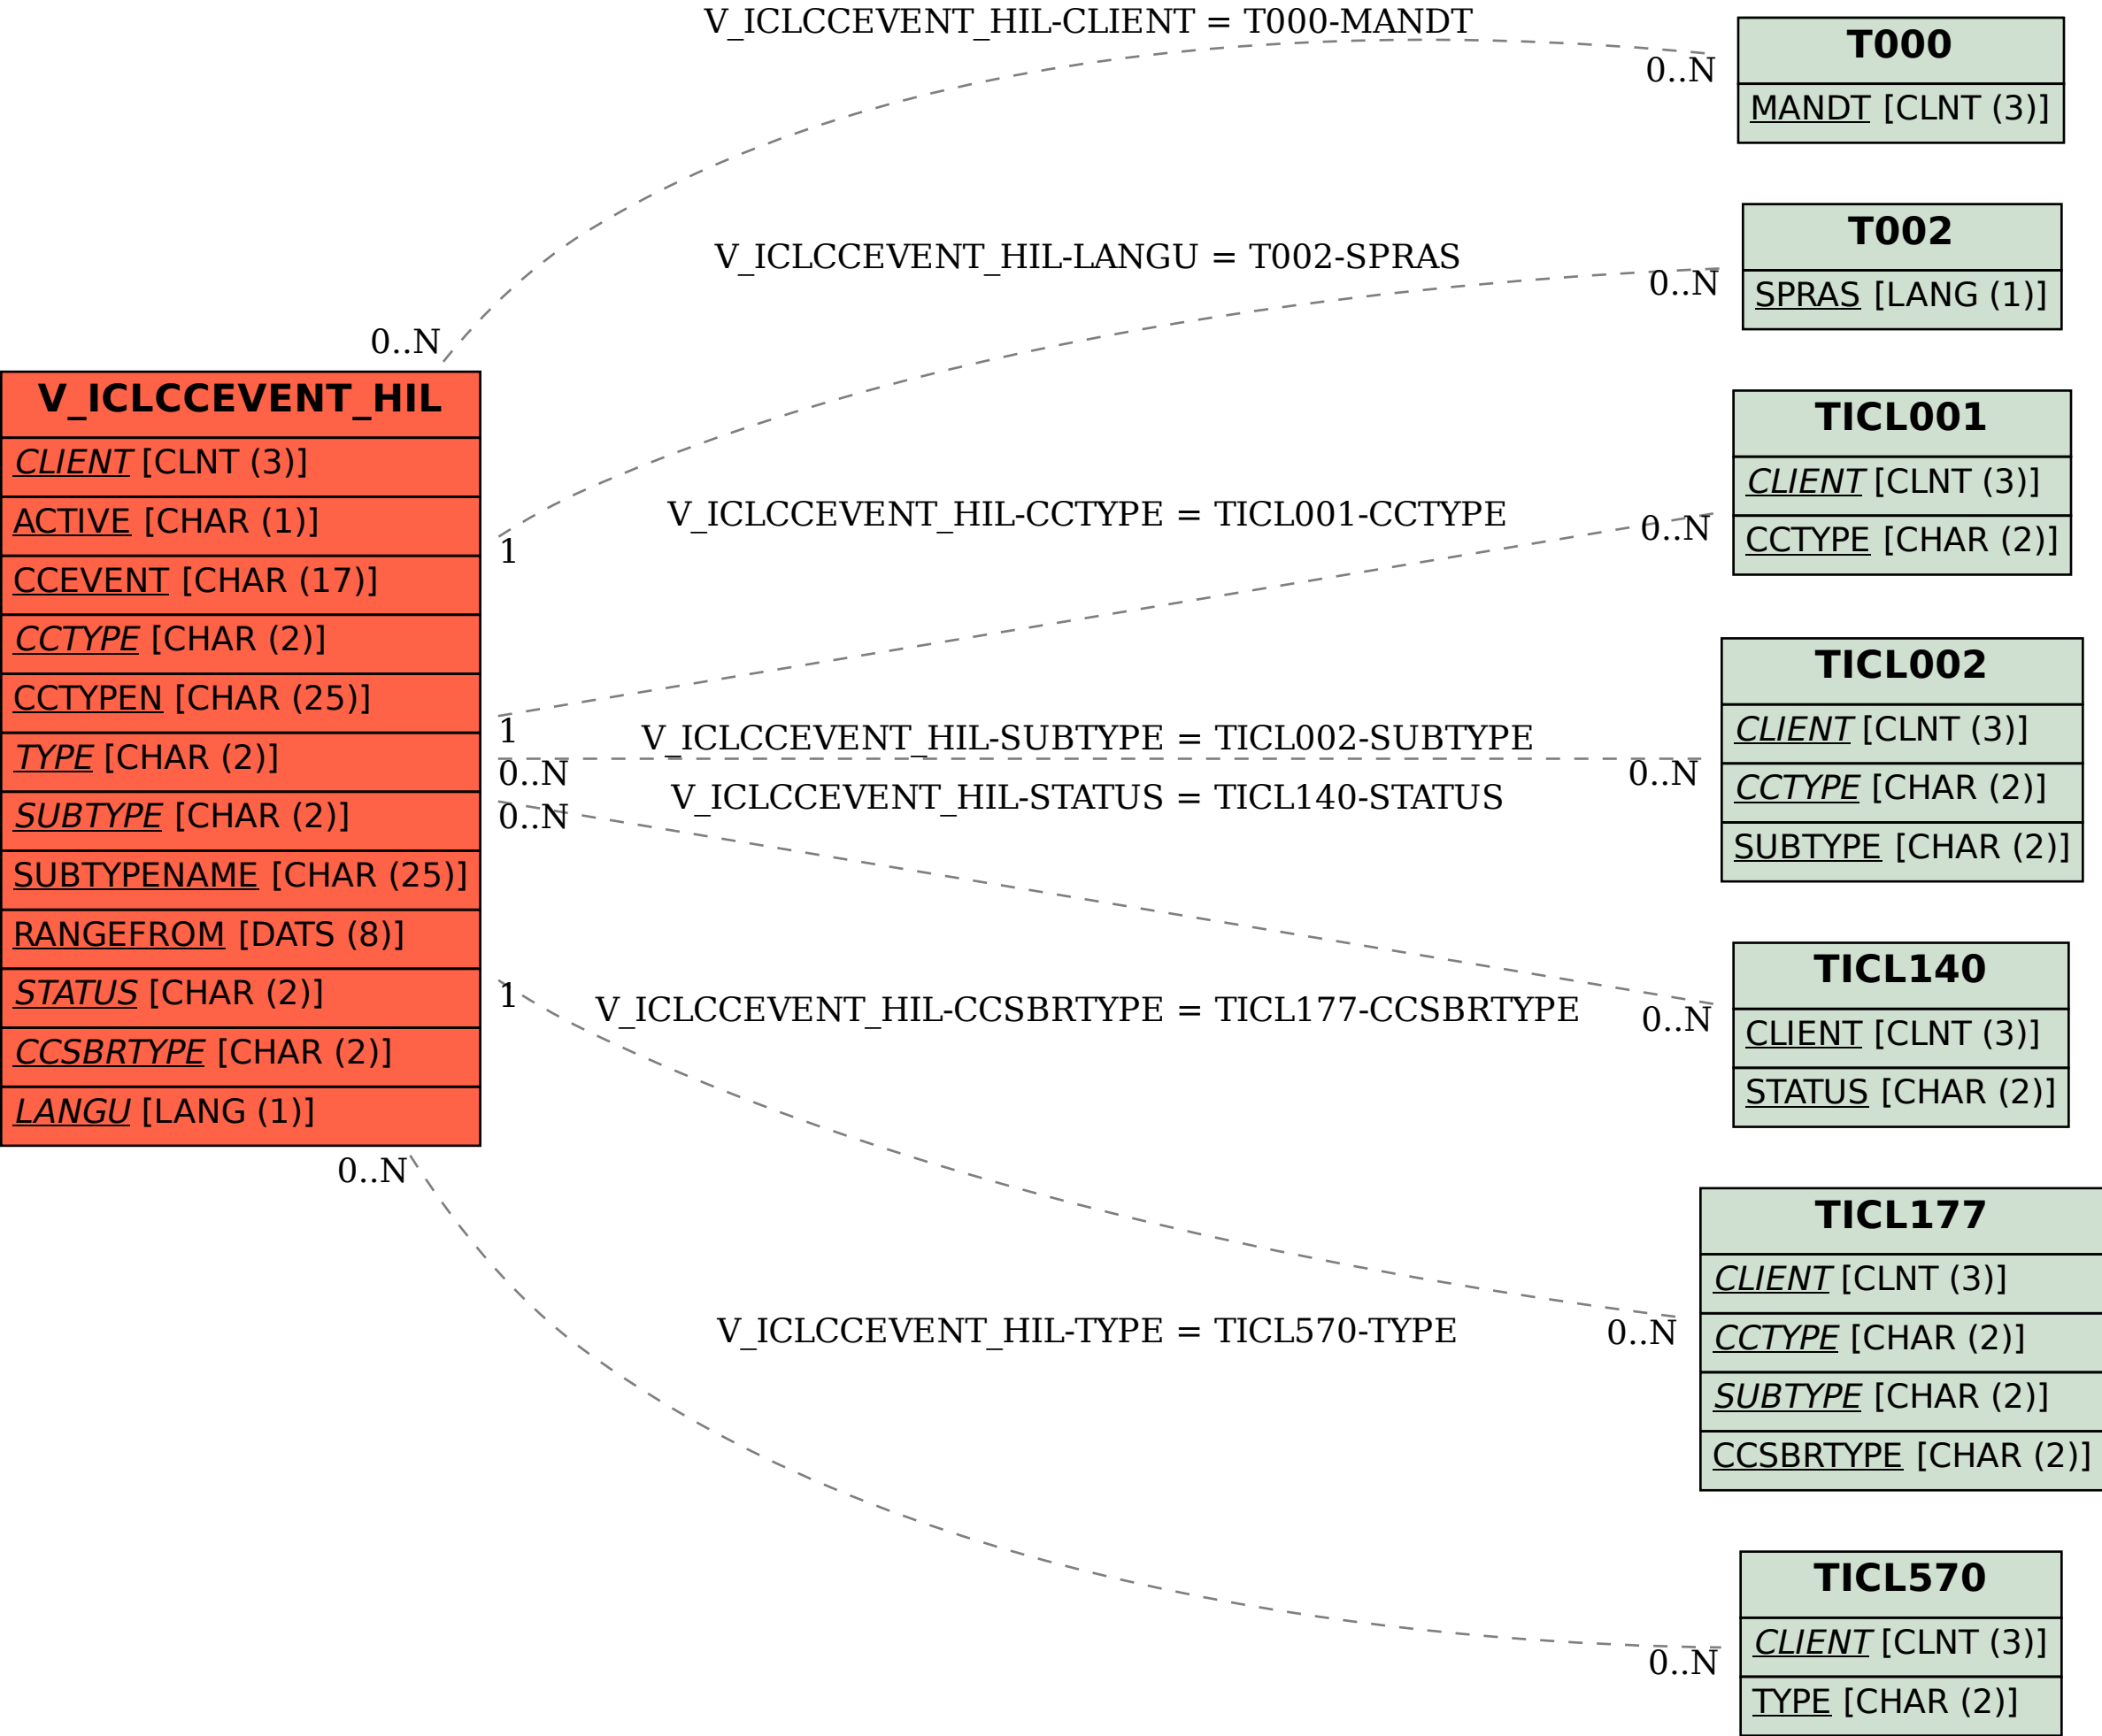 V_ICLCCEVENT_HIL-CLIENT = T000-MANDT
0..N
0..N
T000
MANDT [CLNT (3)]
V_ICLCCEVENT_HIL-LANGU = T002-SPRAS
0..N
1
T002
SPRAS [LANG (1)]
V_ICLCCEVENT_HIL
CLIENT [CLNT (3)]
ACTIVE [CHAR (1)]
CCEVENT [CHAR (17)]
CCTYPE [CHAR (2)]
CCTYPEN [CHAR (25)]
TYPE [CHAR (2)]
SUBTYPE [CHAR (2)]
SUBTYPENAME [CHAR (25)]
RANGEFROM [DATS (8)]
STATUS [CHAR (2)]
CCSBRTYPE [CHAR (2)]
LANGU [LANG (1)]
V_ICLCCEVENT_HIL-CCTYPE = TICL001-CCTYPE
0..N
1
TICL001
CLIENT [CLNT (3)]
CCTYPE [CHAR (2)]
V_ICLCCEVENT_HIL-SUBTYPE = TICL002-SUBTYPE
0..N
0..N
TICL002
CLIENT [CLNT (3)]
CCTYPE [CHAR (2)]
SUBTYPE [CHAR (2)]
V_ICLCCEVENT_HIL-STATUS = TICL140-STATUS
0..N
0..N
TICL140
CLIENT [CLNT (3)]
STATUS [CHAR (2)]
V_ICLCCEVENT_HIL-CCSBRTYPE = TICL177-CCSBRTYPE
1
0..N
TICL177
CLIENT [CLNT (3)]
CCTYPE [CHAR (2)]
SUBTYPE [CHAR (2)]
CCSBRTYPE [CHAR (2)]
V_ICLCCEVENT_HIL-TYPE = TICL570-TYPE
0..N
0..N
TICL570
CLIENT [CLNT (3)]
TYPE [CHAR (2)]